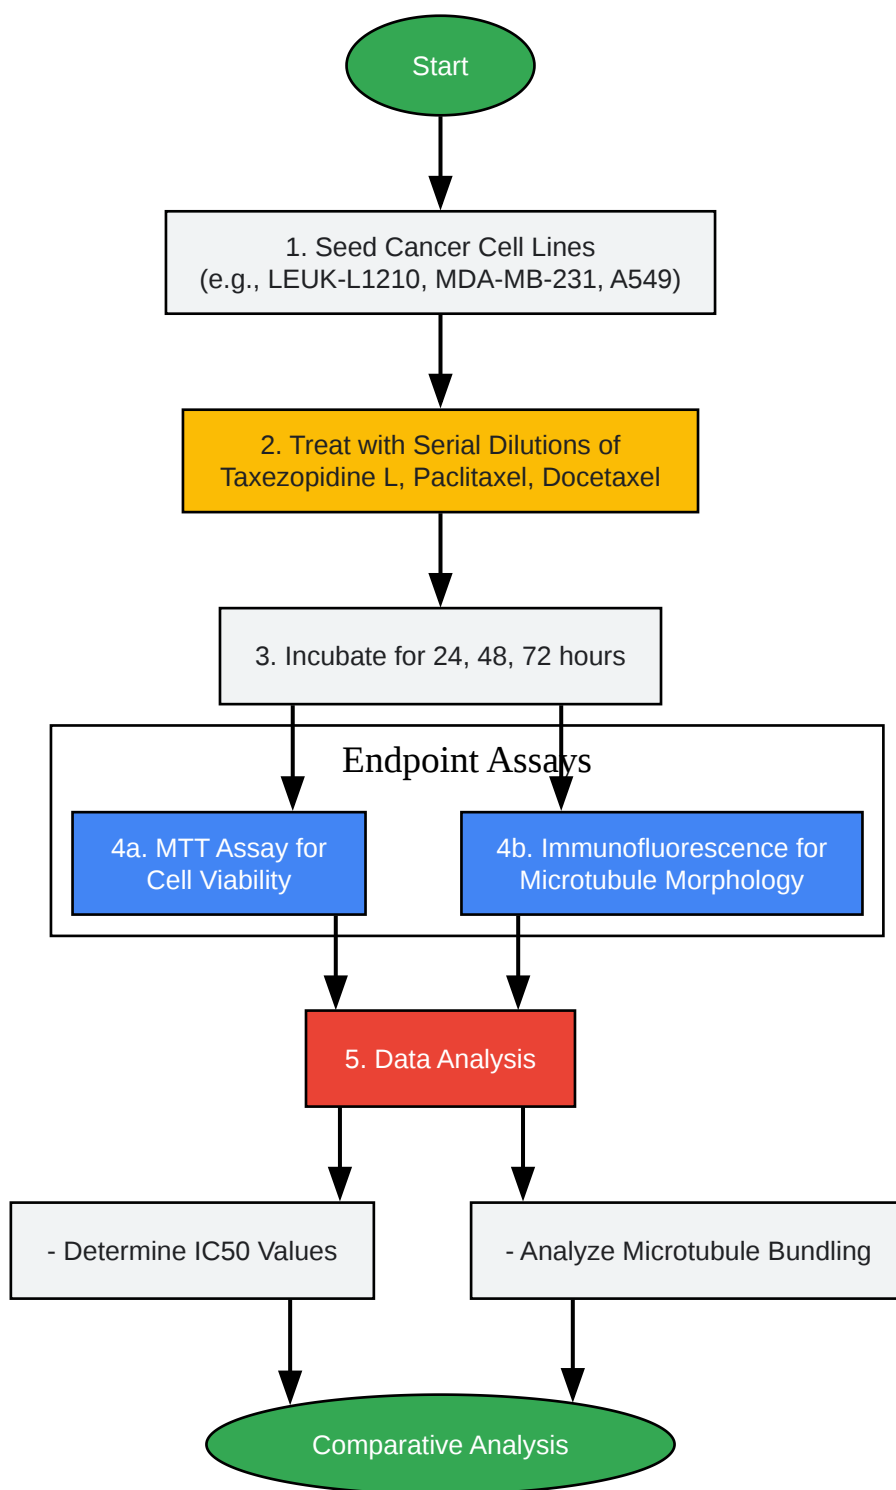 Start
1. Seed Cancer Cell Lines
(e.g., LEUK-L1210, MDA-MB-231, A549)
2. Treat with Serial Dilutions of
Taxezopidine L, Paclitaxel, Docetaxel
3. Incubate for 24, 48, 72 hours
Endpoint Assays
4a. MTT Assay for
Cell Viability
4b. Immunofluorescence for
Microtubule Morphology
5. Data Analysis
- Determine IC50 Values
- Analyze Microtubule Bundling
Comparative Analysis